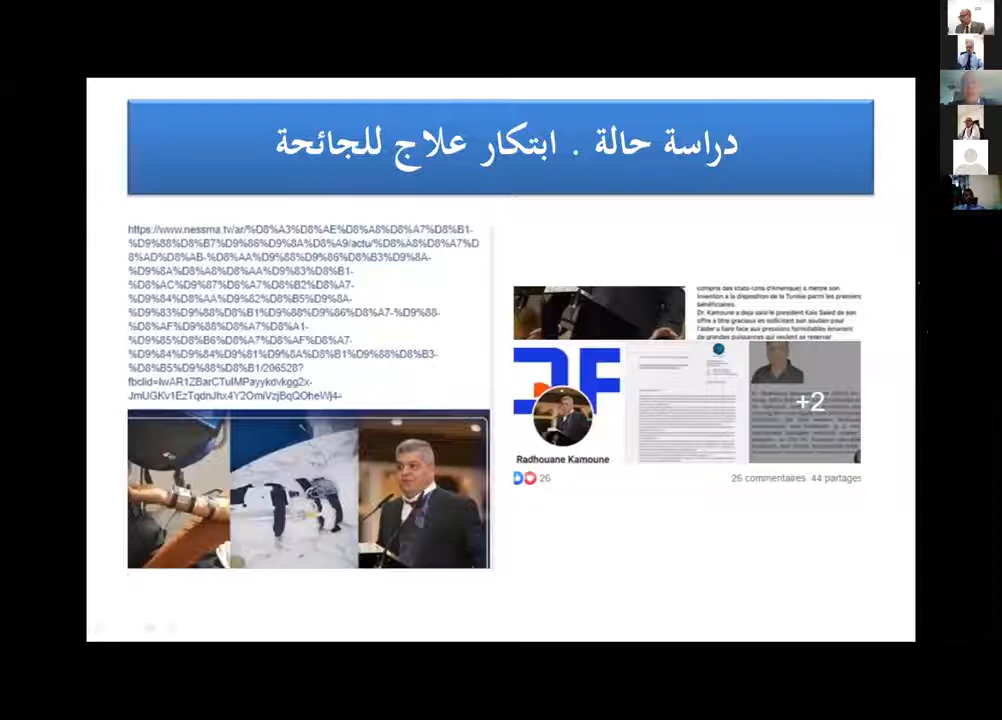 دراسة حالة . ابتكار علاج للجائحة
https://www.nessma.tv/ar/%D8%A3%D8%AE%D8%A8%D8%A7%D8%B1-
%D9%88%D8%B7%D9%86%D9%8A%D8%A9/actu/%D8%A8%D8%A7%D
8%AD%D8%AB-%D8%AA%D9%88%D9%86%D8%B3%D9%8A-
%D9%8A%D8%A8%D8%AA%D9%83%D8%B1-
%D8%AC%D9%87%D8%A7%D8%B2%D8%A7-
%D9%84%D8%AA%D9%82%D8%B5%D9%8A-
%D9%83%D9%88%D8%B1%D9%88%D9%86%D8%A7-%D9%88-
%D8%AF%D9%88%D8%A7%D8%A1-
%D9%85%D8%B6%D8%A7%D8%AF%D8%A7-
%D9%84%D9%84%D9%81%D9%8A%D8%B1%D9%88%D8%B3-
%D8%B5%D9%88%D8%B1/206528?
compris des Etats-Unis d'Amérique) à mettre son
invention à la disposition de la Tunisie parmi les premiers
bénéficiaires.
Dr. Kamoune a déjà saisi le président Kais Saied de son
offre à titre gracieux en sollicitant son soutien pour
l'aider à faire face aux pressions formidables émanant
de grandes puissances qui veulent se réserver
+2
Radhouane Kamoune
26
26 commentaires 44 partages